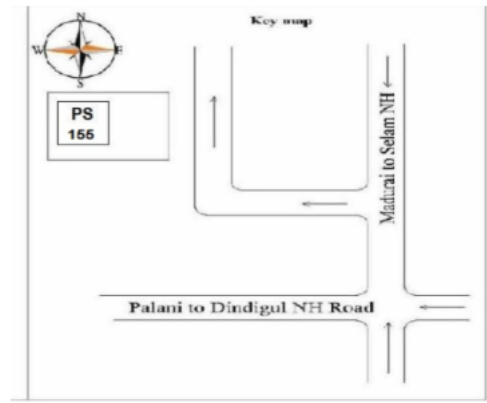 Key map
N
W
E
S
PS
155
Madurai to Selam NH
Palani to Dindigul NH Road